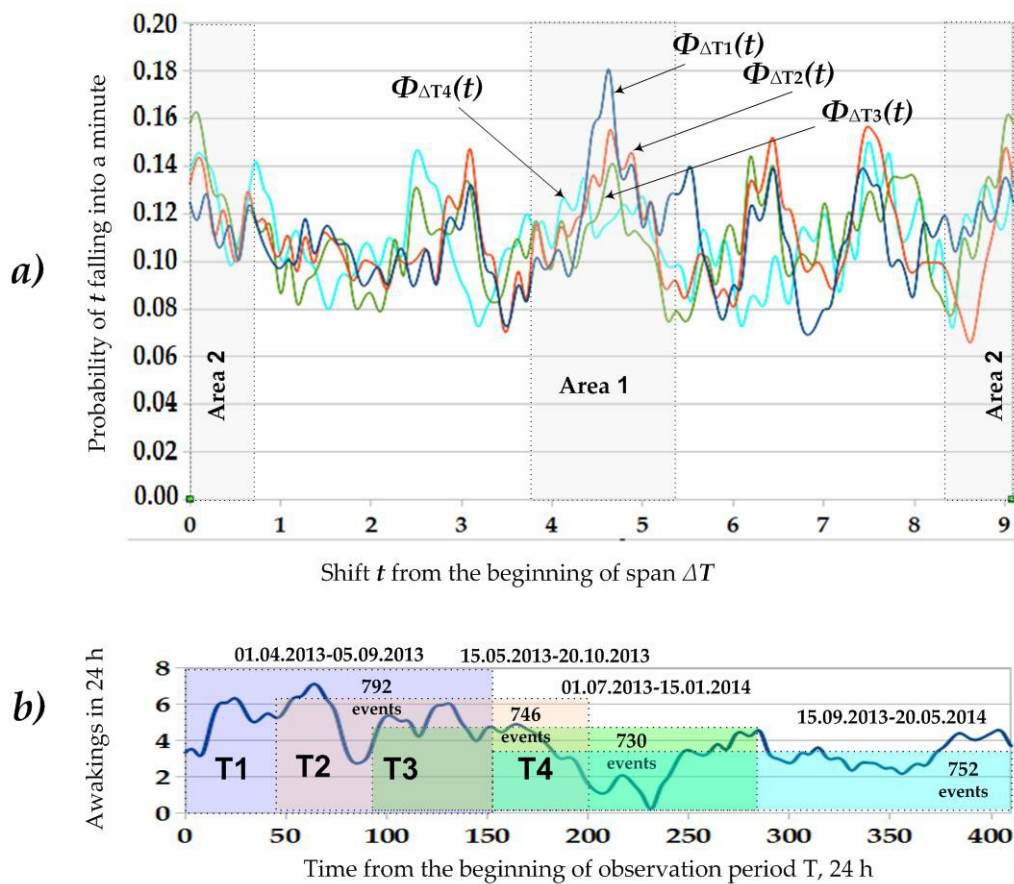 a)
Probability of t falling into a minute
0.20
0.18
0.16
0.14
0.12
0.10
0.08
0.06
0.04
0.02
0.00
ΦΔT1(t)
ΦΔT2(t)
ΦΔT4(t)
ΦΔT3(t)
Area 2
Area 1
Area 2
0 1 2 3 4 5 6 7 8 9
Shift t from the beginning of span ΔT
b)
Awakings in 24 h
8
6
4
2
0
01.04.2013-05.09.2013 15.05.2013-20.10.2013
01.07.2013-15.01.2014
15.09.2013-20.05.2014
792
events
746
events
730
events
752
events
T1 T2 T3 T4
0 50 100 150 200 250 300 350 400
Time from the beginning of observation period T, 24 h